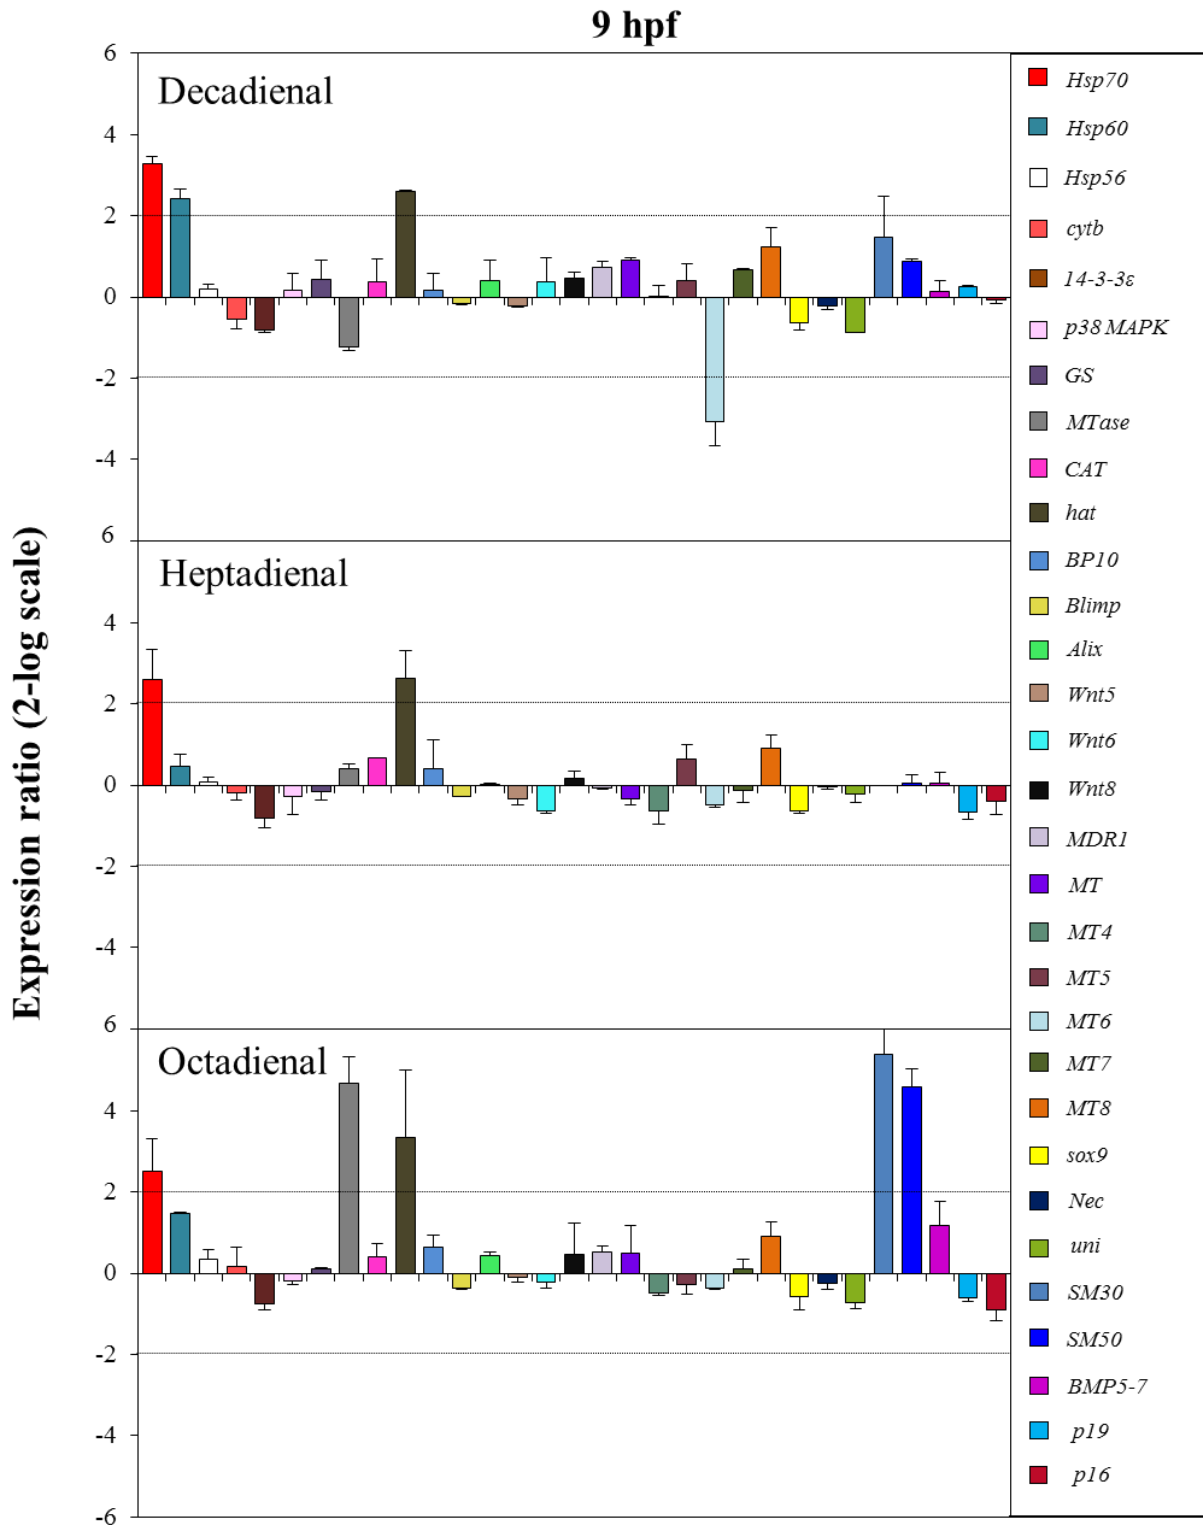 9 hpf
Expression ratio (2-log scale)
6
Decadienal
4
2
0
-2
-4
6
Heptadienal
4
2
0
-2
-4
6
Octadienal
4
2
0
-2
-4
-6
Hsp70
Hsp60
Hsp56
cytb
14-3-3ε
p38 MAPK
GS
MTase
CAT
hat
BP10
Blimp
Alix
Wnt5
Wnt6
Wnt8
MDR1
MT
MT4
MT5
MT6
MT7
MT8
sox9
Nec
uni
SM30
SM50
BMP5-7
p19
p16